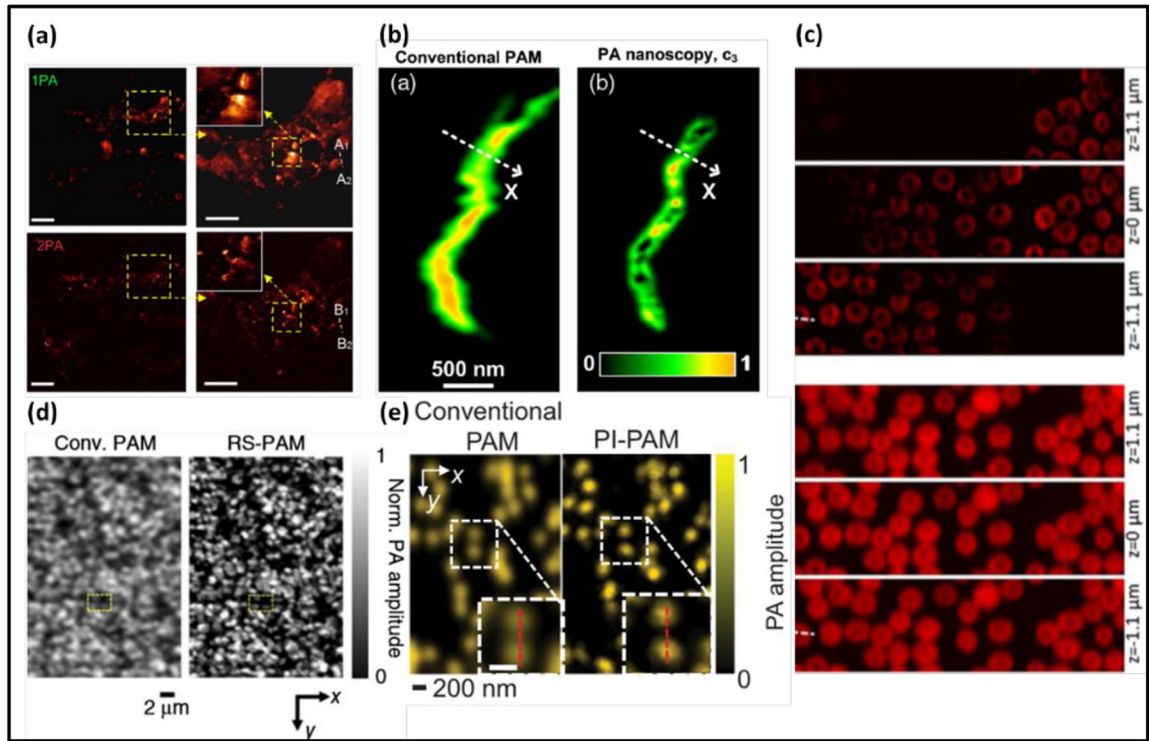 (a)
1PA
A₁
A₂
2PA
B₁
B₂
(b)
Conventional PAM
PA nanoscopy, c₃
(a)
(b)
X
X
500 nm
0
1
(c)
z=1.1 μm
z=0 μm
z=-1.1 μm
z=1.1 μm
z=0 μm
z=-1.1 μm
(d)
Conv. PAM
RS-PAM
1
0
Norm. PA amplitude
2 μm
x
y
(e)
Conventional
PAM
PI-PAM
x
y
1
0
PA amplitude
200 nm